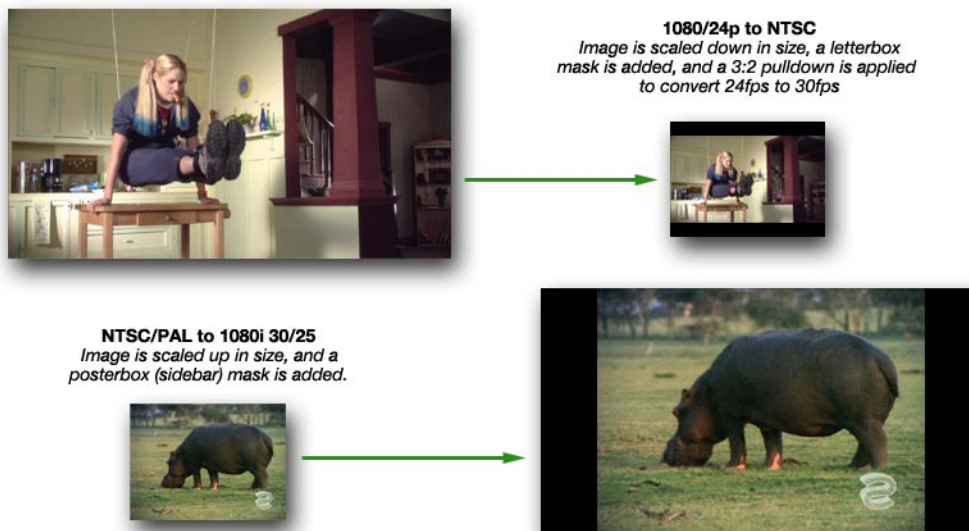 1080/24p to NTSC
Image is scaled down in size, a letterbox
mask is added, and a 3:2 pulldown is applied
to convert 24fps to 30fps
NTSC/PAL to 1080i 30/25
Image is scaled up in size, and a
posterbox (sidebar) mask is added.